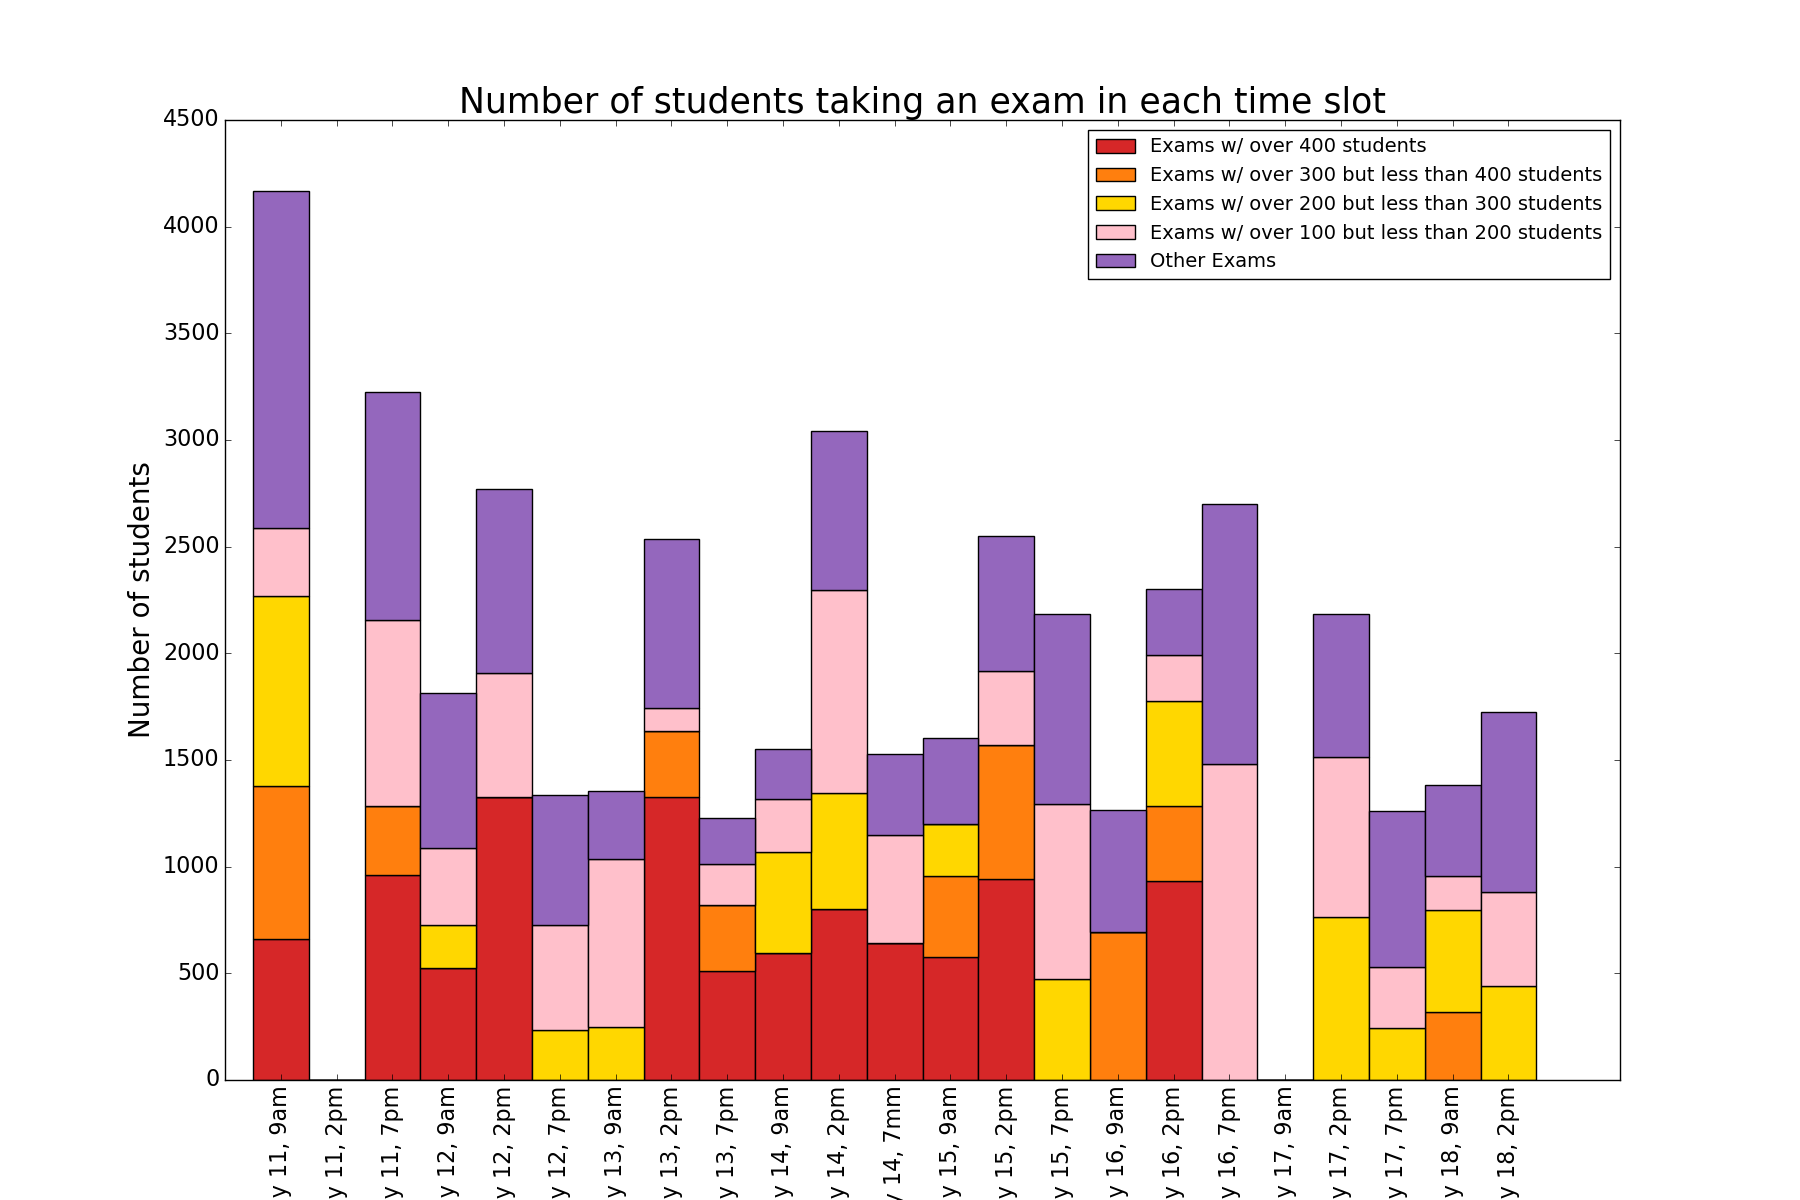 Number of students taking an exam in each time slot
Exams w/ over 400 students
Exams w/ over 300 but less than 400 students
Exams w/ over 200 but less than 300 students
Exams w/ over 100 but less than 200 students
Other Exams
Number of students
4500
4000
3500
3000
2500
2000
1500
1000
500
0
y 11, 9am
y 11, 2pm
y 11, 7pm
y 12, 9am
y 12, 2pm
y 12, 7pm
y 13, 9am
y 13, 2pm
y 13, 7pm
y 14, 9am
y 14, 2pm
y 14, 7mm
y 15, 9am
y 15, 2pm
y 15, 7pm
y 16, 9am
y 16, 2pm
y 16, 7pm
y 17, 9am
y 17, 2pm
y 17, 7pm
y 18, 9am
y 18, 2pm